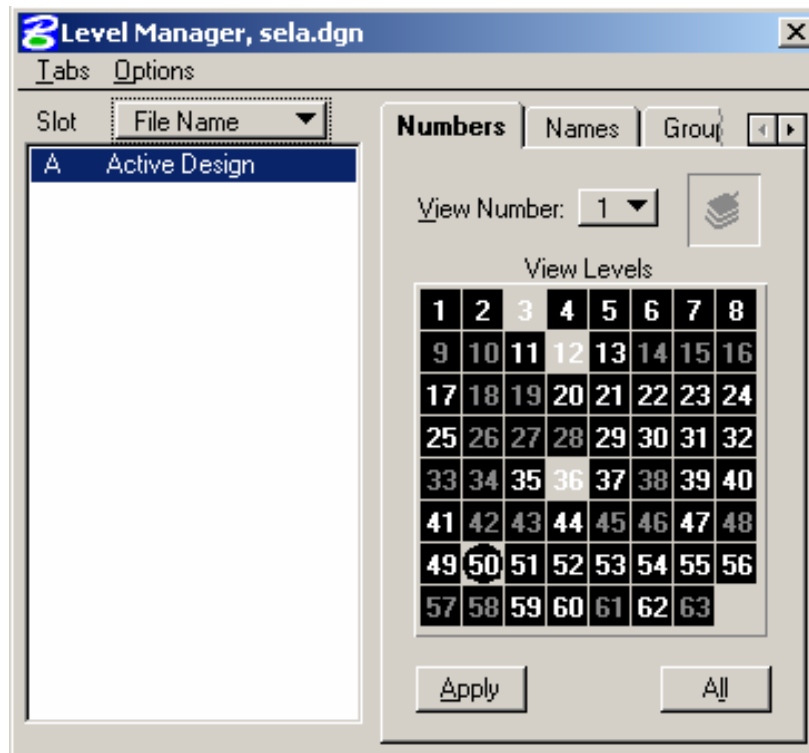 Level Manager, sela.dgn
Tabs Options
Slot File Name
A Active Design
Numbers Names Group
View Number: 1
View Levels
1 2 3 4 5 6 7 8
9 10 11 12 13 14 15 16
17 18 19 20 21 22 23 24
25 26 27 28 29 30 31 32
33 34 35 36 37 38 39 40
41 42 43 44 45 46 47 48
49 50 51 52 53 54 55 56
57 58 59 60 61 62 63
Apply All